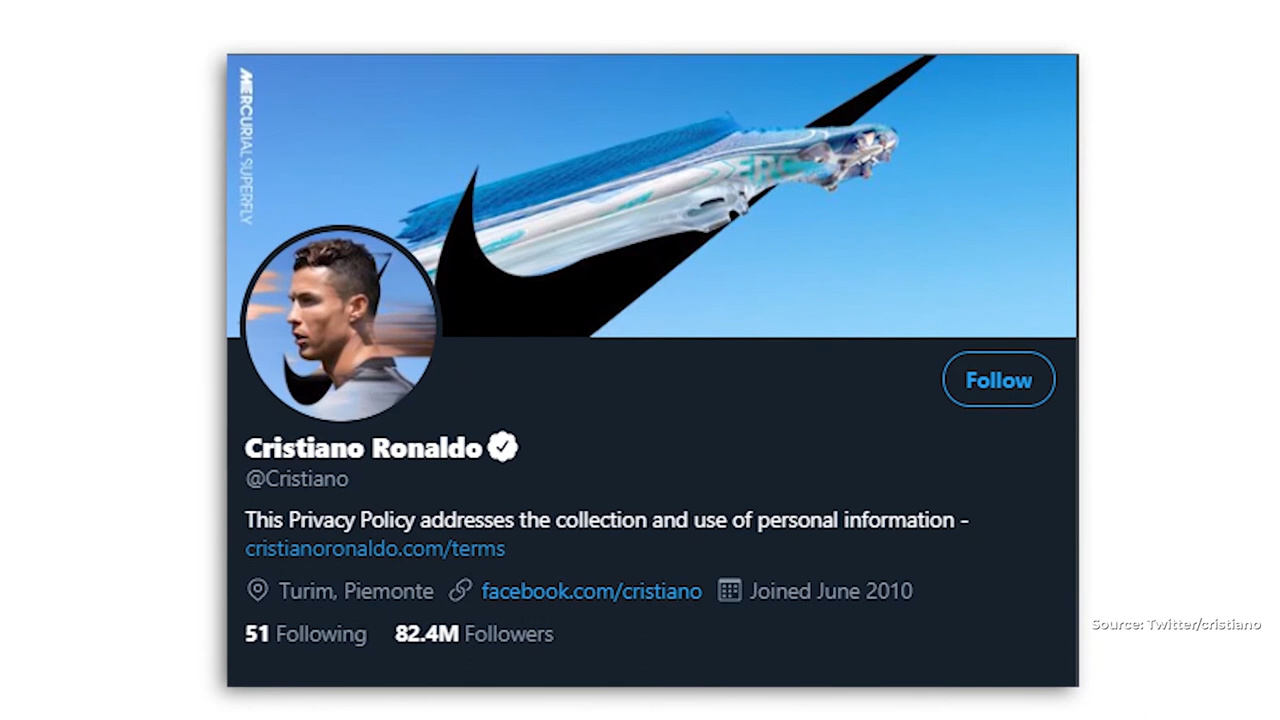 MERCURIAL SUPERFLY
ERC
Follow
Cristiano Ronaldo
@Cristiano
This Privacy Policy addresses the collection and use of personal information -
cristianoronaldo.com/terms
Turim, Piemonte facebook.com/cristiano Joined June 2010
51 Following 82.4M Followers
Source: Twitter/cristiano